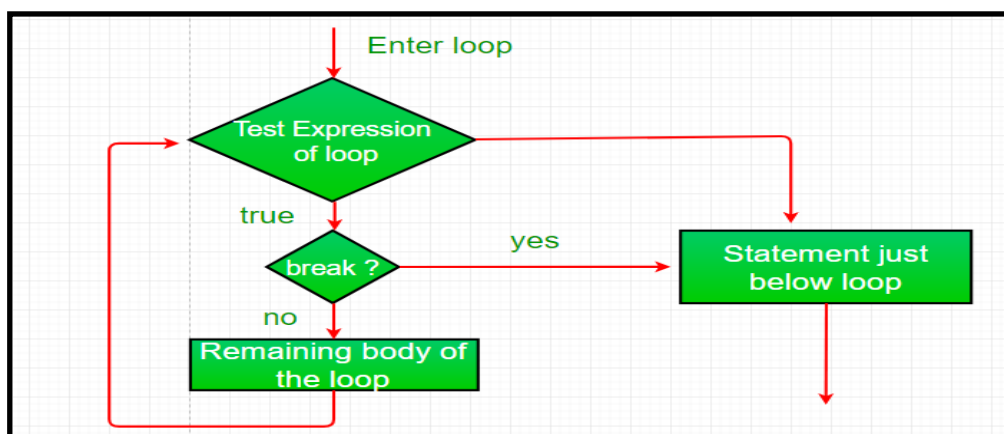 Enter loop
Test Expression
of loop
true
break ?
yes
Statement just
below loop
no
Remaining body of
the loop